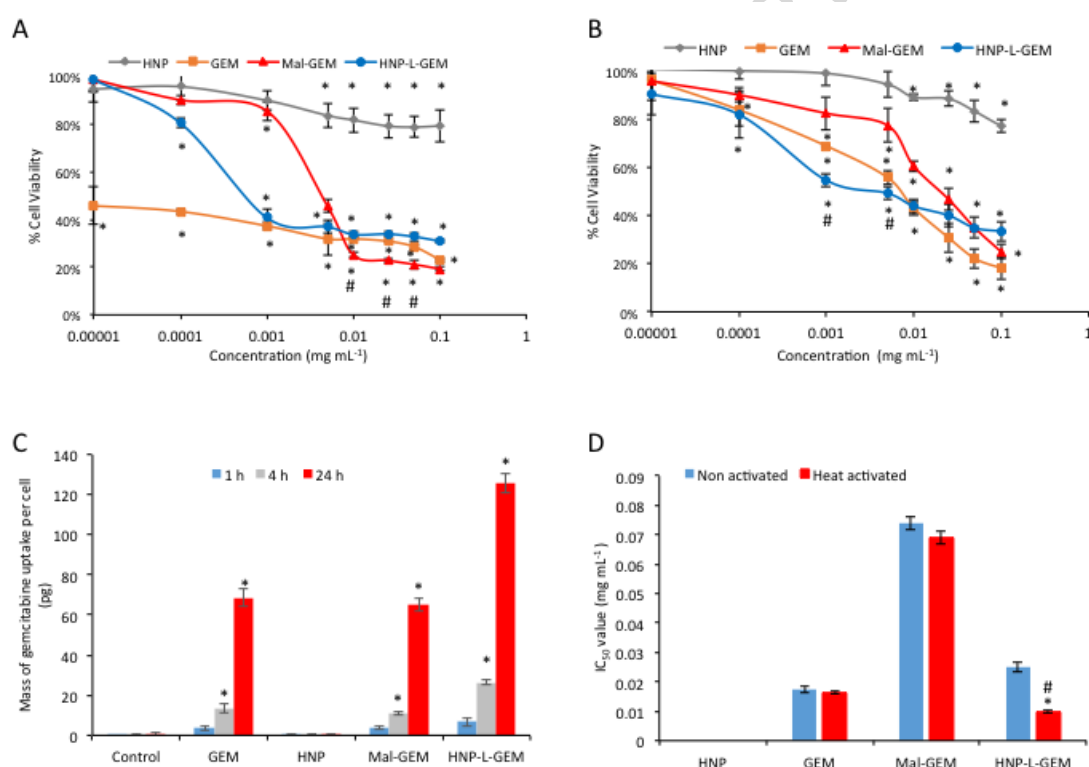 A
HNP GEM Mal-GEM HNP-L-GEM
100%
80%
60%
40%
20%
0%
% Cell Viability
* * * * *
* * * * * *
* * * * * * * *
* * * * * * *
# # #
0.00001 0.0001 0.001 0.01 0.1 1
Concentration (mg mL⁻¹)
B
HNP GEM Mal-GEM HNP-L-GEM
100%
80%
60%
40%
20%
0%
% Cell Viability
* * * *
* * * * * *
* * * * * * *
* * * * * *
# #
0.00001 0.0001 0.001 0.01 0.1 1
Concentration (mg mL⁻¹)
C
1 h 4 h 24 h
140
120
100
80
60
40
20
0
Mass of gemcitabine uptake per cell
(pg)
* * * * * *
Control GEM HNP Mal-GEM HNP-L-GEM
D
Non activated Heat activated
0.09
0.08
0.07
0.06
0.05
0.04
0.03
0.02
0.01
0
IC₅₀ value (mg mL⁻¹)
#
*
HNP GEM Mal-GEM HNP-L-GEM